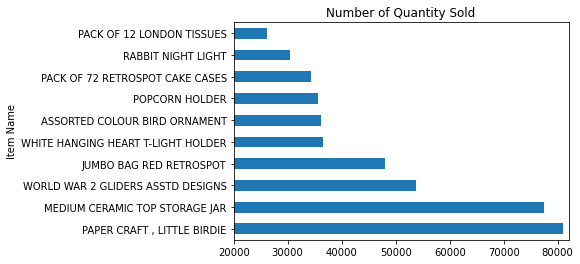 Number of Quantity Sold
Item Name
PACK OF 12 LONDON TISSUES
RABBIT NIGHT LIGHT
PACK OF 72 RETROSPOT CAKE CASES
POPCORN HOLDER
ASSORTED COLOUR BIRD ORNAMENT
WHITE HANGING HEART T-LIGHT HOLDER
JUMBO BAG RED RETROSPOT
WORLD WAR 2 GLIDERS ASSTD DESIGNS
MEDIUM CERAMIC TOP STORAGE JAR
PAPER CRAFT , LITTLE BIRDIE
20000 30000 40000 50000 60000 70000 80000